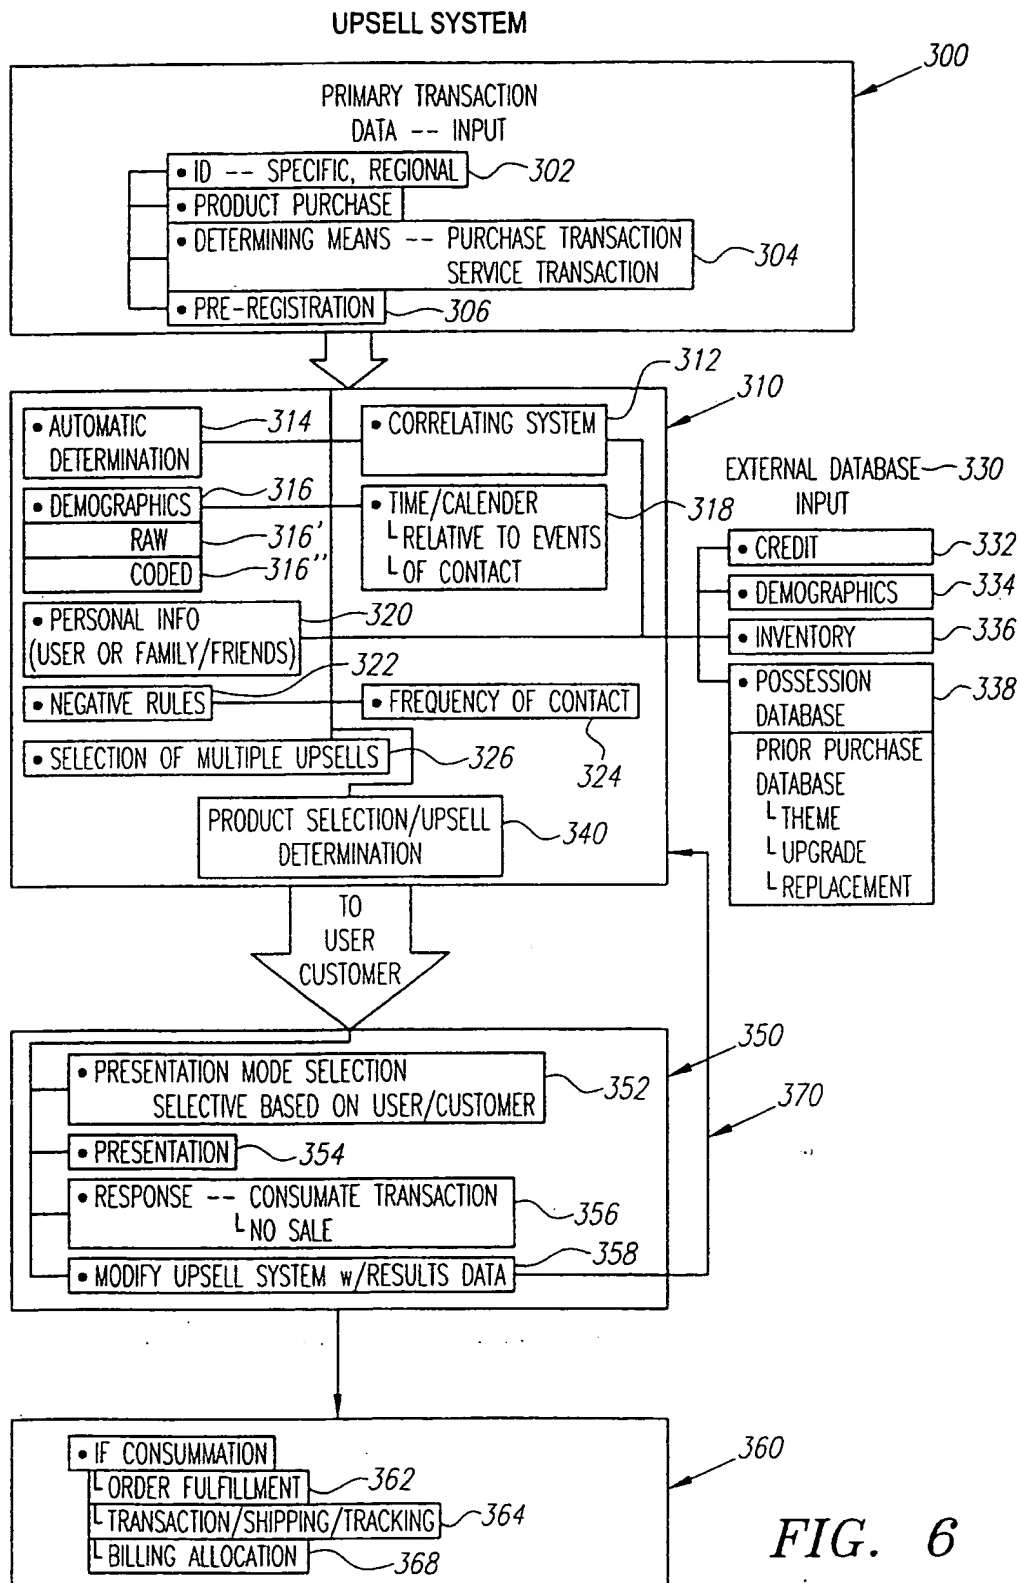 UPSELL SYSTEM
300
PRIMARY TRANSACTION
DATA -- INPUT
• ID -- SPECIFIC, REGIONAL
302
• PRODUCT PURCHASE
• DETERMINING MEANS -- PURCHASE TRANSACTION
SERVICE TRANSACTION
304
• PRE-REGISTRATION
306
312
310
• AUTOMATIC
DETERMINATION
314
• CORRELATING SYSTEM
• DEMOGRAPHICS
316
RAW
316'
CODED
316"
• TIME/CALENDER
└ RELATIVE TO EVENTS
└ OF CONTACT
318
• PERSONAL INFO
(USER OR FAMILY/FRIENDS)
320
322
• NEGATIVE RULES
• FREQUENCY OF CONTACT
324
• SELECTION OF MULTIPLE UPSELLS
326
PRODUCT SELECTION/UPSELL
DETERMINATION
340
EXTERNAL DATABASE
330
INPUT
• CREDIT
332
• DEMOGRAPHICS
334
• INVENTORY
336
• POSSESSION
DATABASE
338
PRIOR PURCHASE
DATABASE
└ THEME
└ UPGRADE
└ REPLACEMENT
TO
USER
CUSTOMER
350
• PRESENTATION MODE SELECTION
SELECTIVE BASED ON USER/CUSTOMER
352
370
• PRESENTATION
354
• RESPONSE -- CONSUMATE TRANSACTION
└ NO SALE
356
358
• MODIFY UPSELL SYSTEM w/RESULTS DATA
360
• IF CONSUMMATION
└ ORDER FULFILLMENT
362
└ TRANSACTION/SHIPPING/TRACKING
364
└ BILLING ALLOCATION
368
FIG. 6